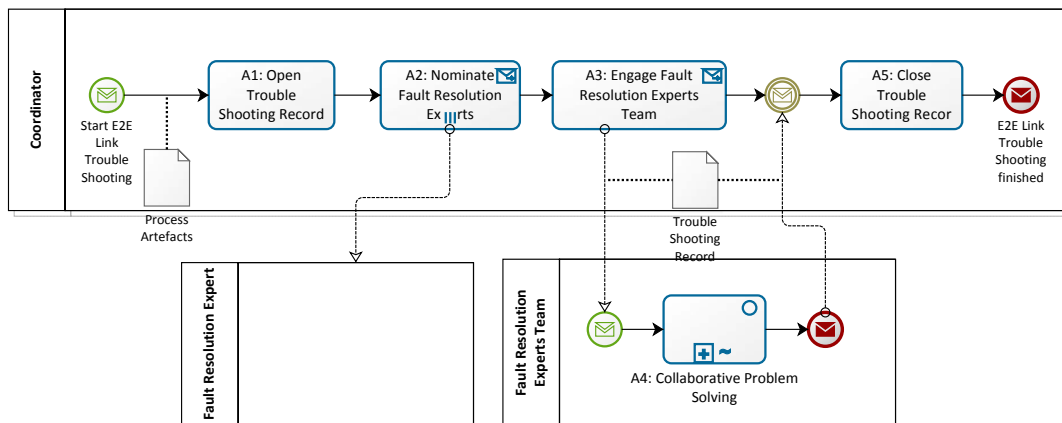 Coordinator
Start E2E
Link
Trouble
Shooting
Process
Artefacts
A1: Open
Trouble
Shooting Record
A2: Nominate
Fault Resolution
Ex rts
A3: Engage Fault
Resolution Experts
Team
Trouble
Shooting
Record
A5: Close
Trouble
Shooting Recor
E2E Link
Trouble
Shooting
finished
Fault Resolution Expert
Fault Resolution
Experts Team
A4: Collaborative Problem
Solving